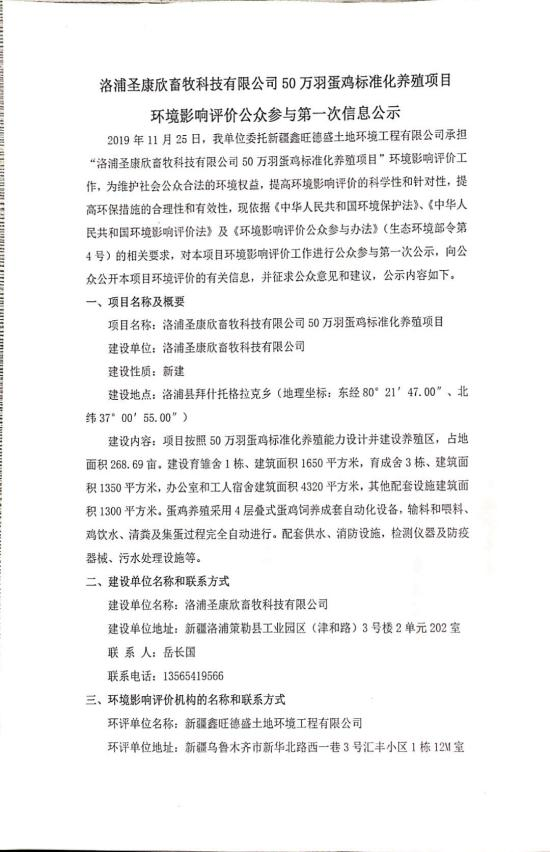 洛浦圣康欣畜牧科技有限公司 50 万羽蛋鸡标准化养殖项目
环境影响评价公众参与第一次信息公示
2019 年 11 月 25 日，我单位委托新疆鑫旺德盛土地环境工程有限公司承担
“洛浦圣康欣畜牧科技有限公司 50 万羽蛋鸡标准化养殖项目”环境影响评价工
作，为维护社会公众合法的环境权益，提高环境影响评价的科学性和针对性，提
高环保措施的合理性和有效性，现依据《中华人民共和国环境保护法》、《中华人
民共和国环境影响评价法》及《环境影响评价公众参与办法》（生态环境部令第
4 号）的相关要求，对本项目环境影响评价工作进行公众参与第一次公示，向公
众公开本项目环境评价的有关信息，并征求公众意见和建议，公示内容如下。
一、项目名称及概要
项目名称：洛浦圣康欣畜牧科技有限公司 50 万羽蛋鸡标准化养殖项目
建设单位：洛浦圣康欣畜牧科技有限公司
建设性质：新建
建设地点：洛浦县拜什托格拉克乡（地理坐标：东经 80° 21′ 47.00″、北
纬 37° 00′ 55.00″）
建设内容：项目按照 50 万羽蛋鸡标准化养殖能力设计并建设养殖区，占地
面积 268.69 亩。建设育雏舍 1 栋、建筑面积 1650 平方米，育成舍 3 栋、建筑面
积 1350 平方米，办公室和工人宿舍建筑面积 4320 平方米，其他配套设施建筑面
积 1300 平方米。蛋鸡养殖采用 4 层叠式蛋鸡饲养成套自动化设备，输料和喂料、
鸡饮水、清粪及集蛋过程完全自动进行。配套供水、消防设施，检测仪器及防疫
器械、污水处理设施等。
二、建设单位名称和联系方式
建设单位名称：洛浦圣康欣畜牧科技有限公司
建设单位地址：新疆洛浦策勒县工业园区（津和路）3 号楼 2 单元 202 室
联 系 人：岳长国
联系电话：13565419566
三、环境影响评价机构的名称和联系方式
环评单位名称：新疆鑫旺德盛土地环境工程有限公司
环评单位地址：新疆乌鲁木齐市新华北路西一巷 3 号汇丰小区 1 栋 12M 室